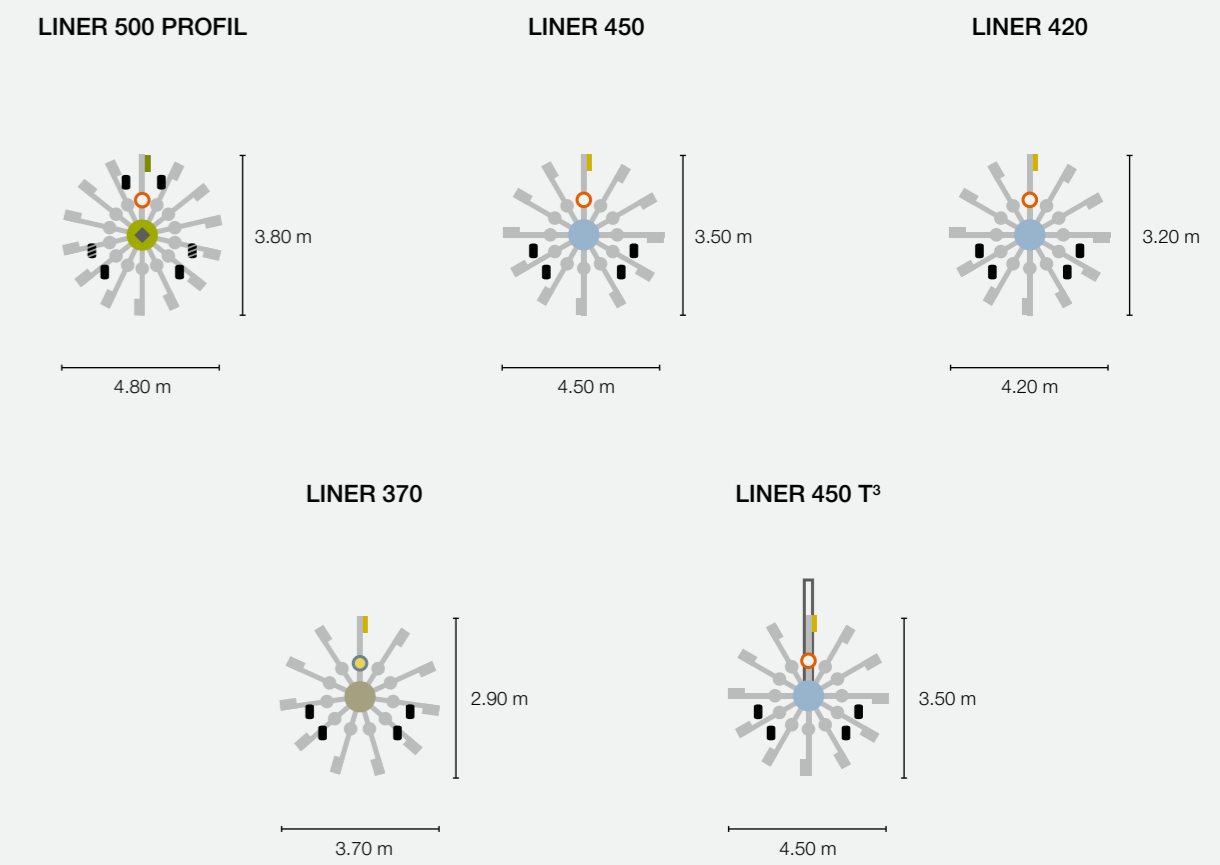 LINER 500 PROFIL
LINER 450
LINER 420
3.80 m
3.50 m
3.20 m
4.80 m
4.50 m
4.20 m
LINER 370
LINER 450 T³
2.90 m
3.50 m
3.70 m
4.50 m